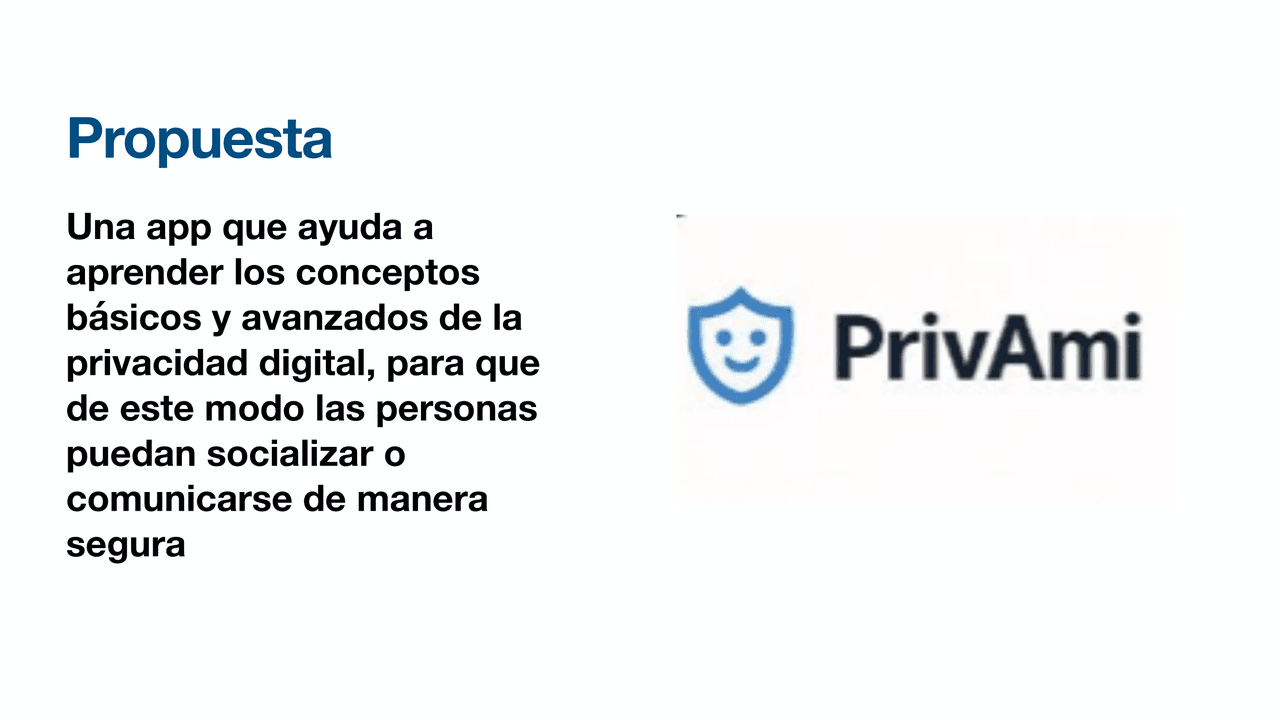 Propuesta
Una app que ayuda a
aprender los conceptos
básicos y avanzados de la
privacidad digital, para que
de este modo las personas
puedan socializar o
comunicarse de manera
segura
PrivAmi